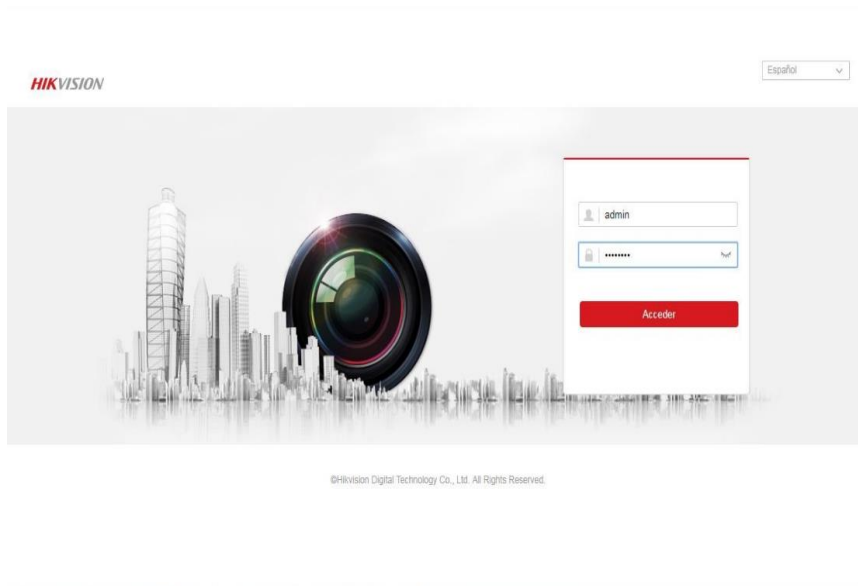 Español
HIKVISION
admin
••••••••
Acceder
©Hikvision Digital Technology Co., Ltd. All Rights Reserved.